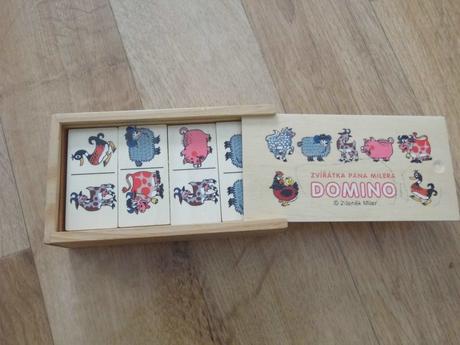 ZVÍŘÁTKA PANA MILERA
DOMINO
© Zdeněk Miler